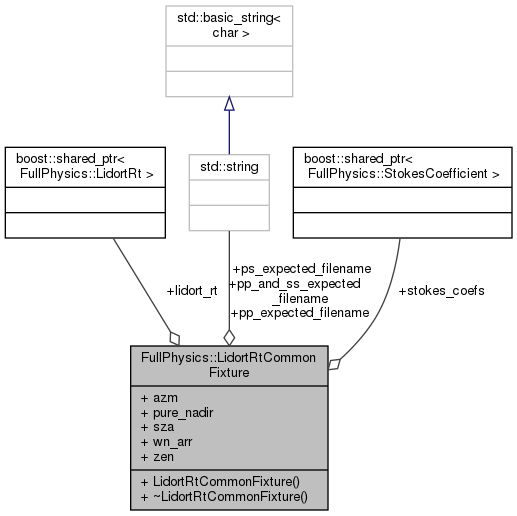 std::basic_string<
char >
boost::shared_ptr<
FullPhysics::LidortRt >
std::string
boost::shared_ptr<
FullPhysics::StokesCoefficient >
+lidort_rt
+ps_expected_filename
+pp_and_ss_expected
_filename
+pp_expected_filename
+stokes_coefs
FullPhysics::LidortRtCommon
Fixture
+ azm
+ pure_nadir
+ sza
+ wn_arr
+ zen
+ LidortRtCommonFixture()
+ ~LidortRtCommonFixture()